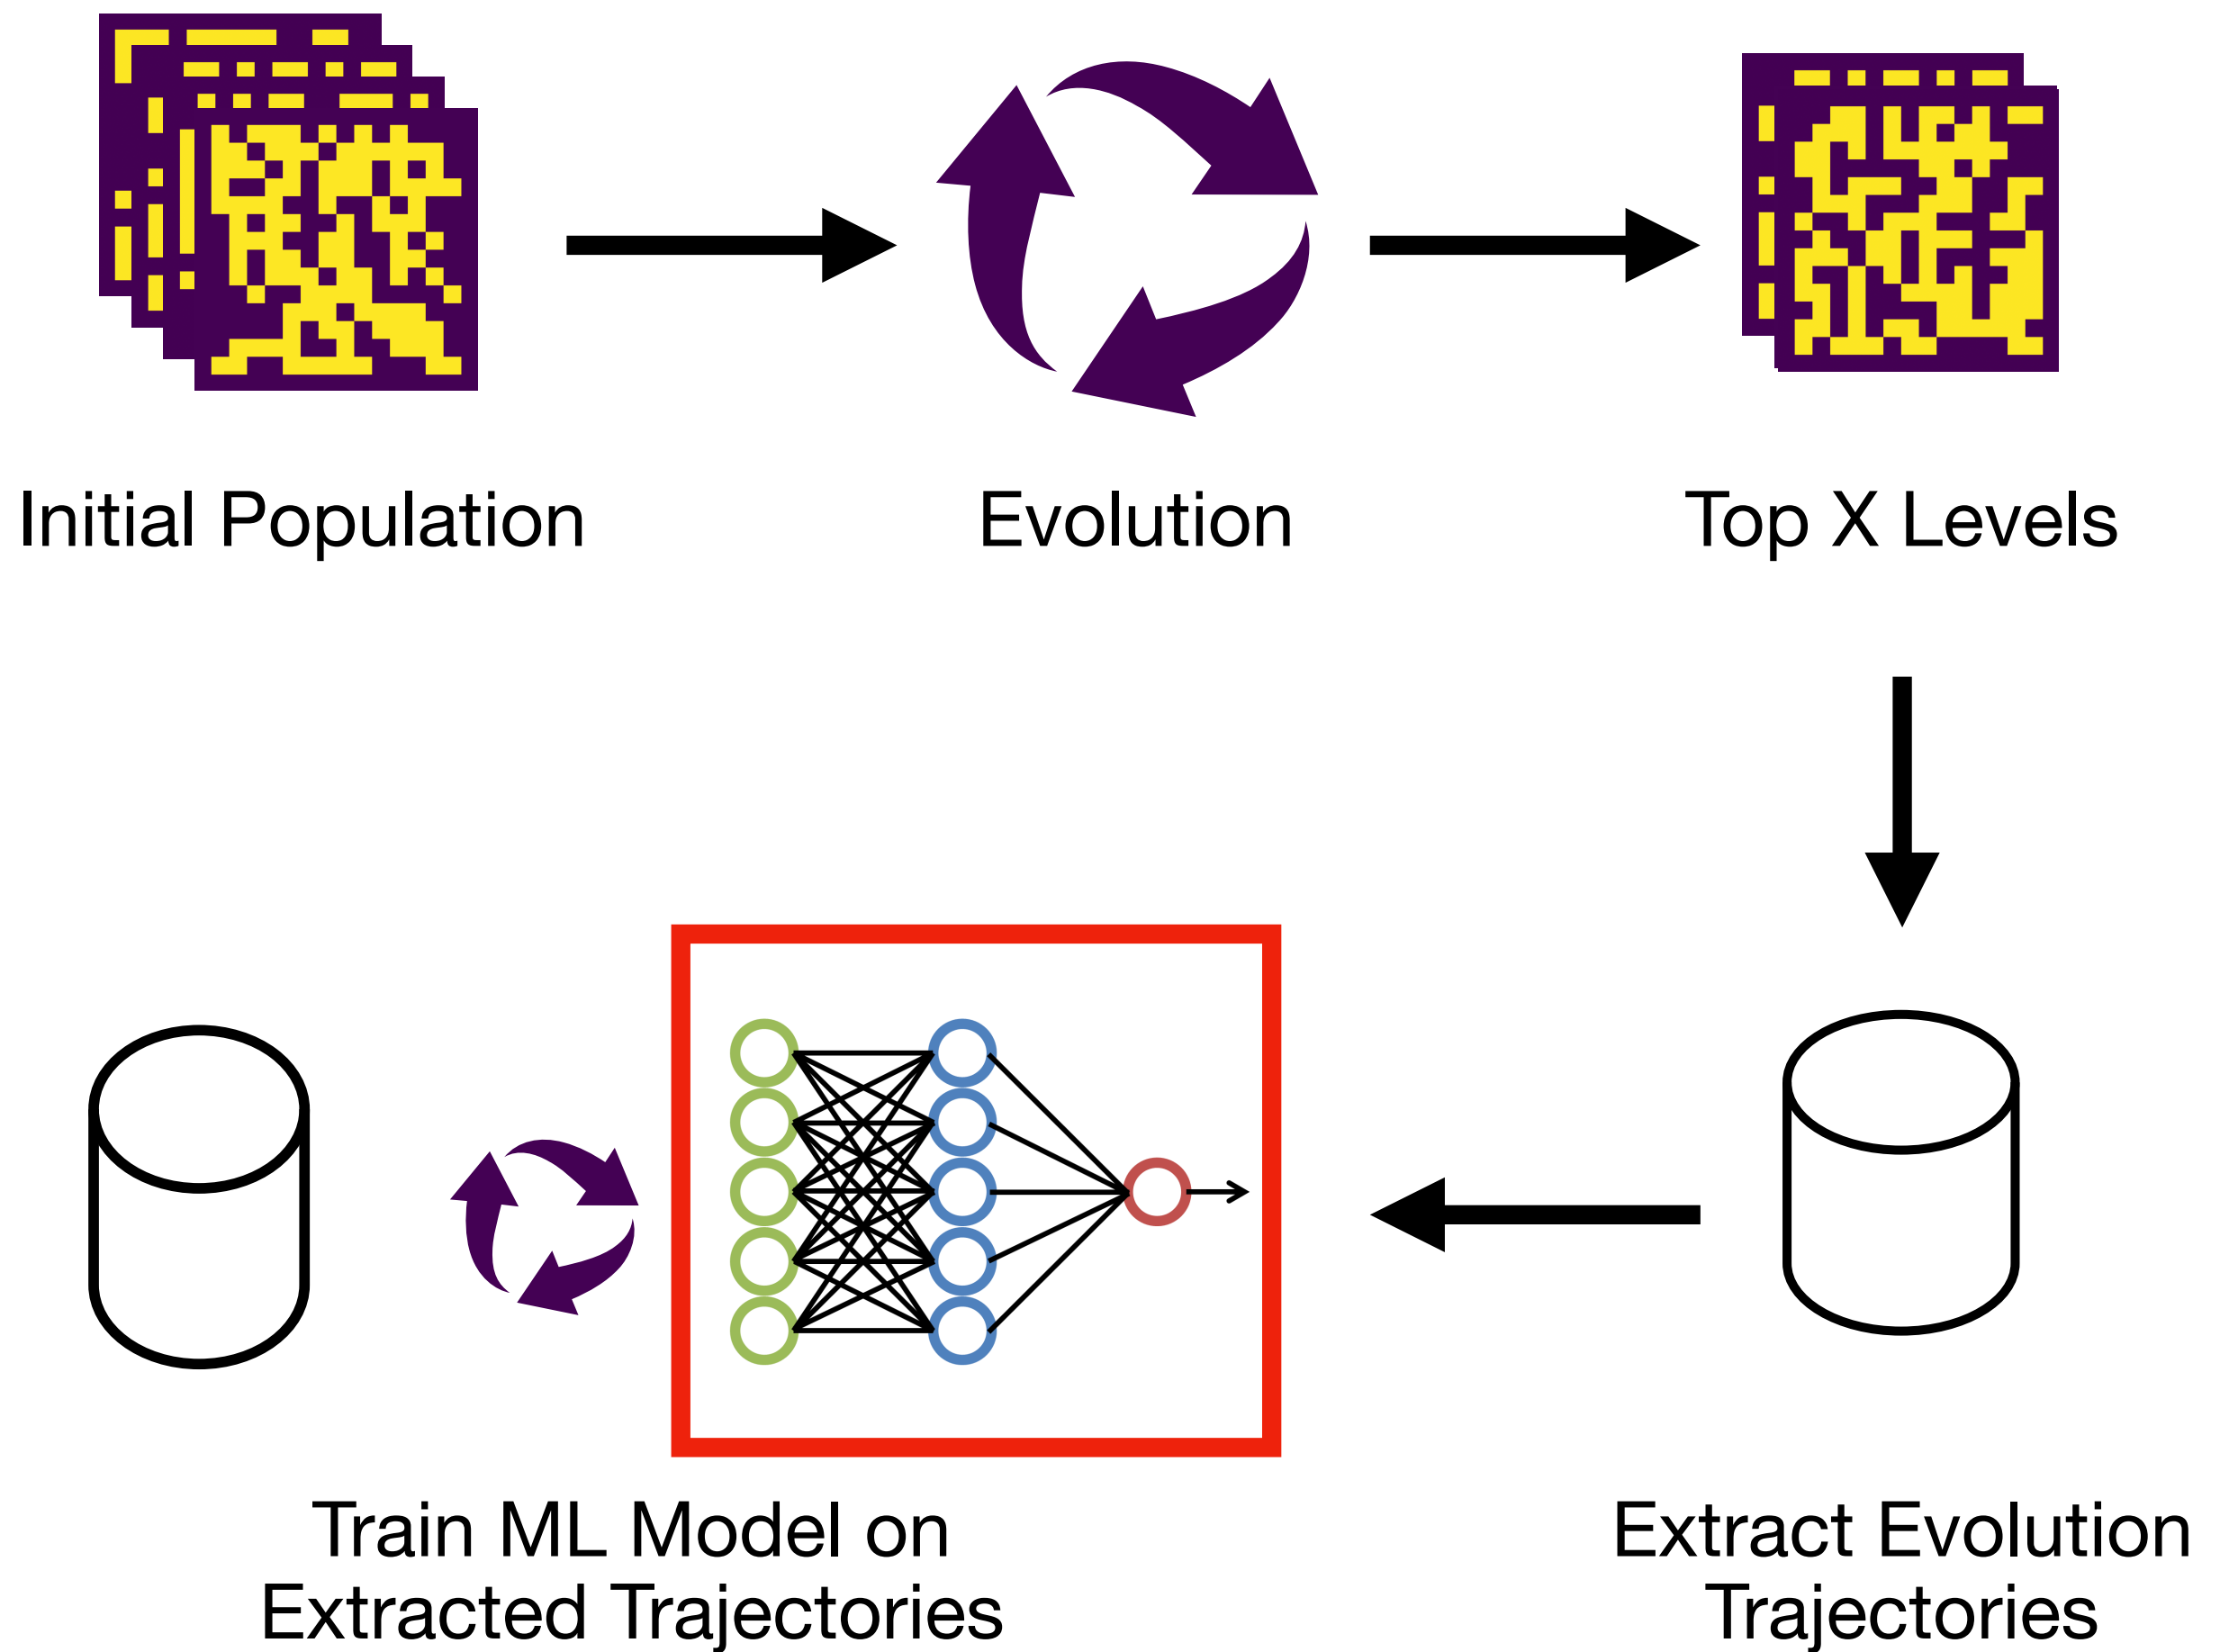 Initial Population
Evolution
Top X Levels
Train ML Model on
Extracted Trajectories
Extract Evolution
Trajectories